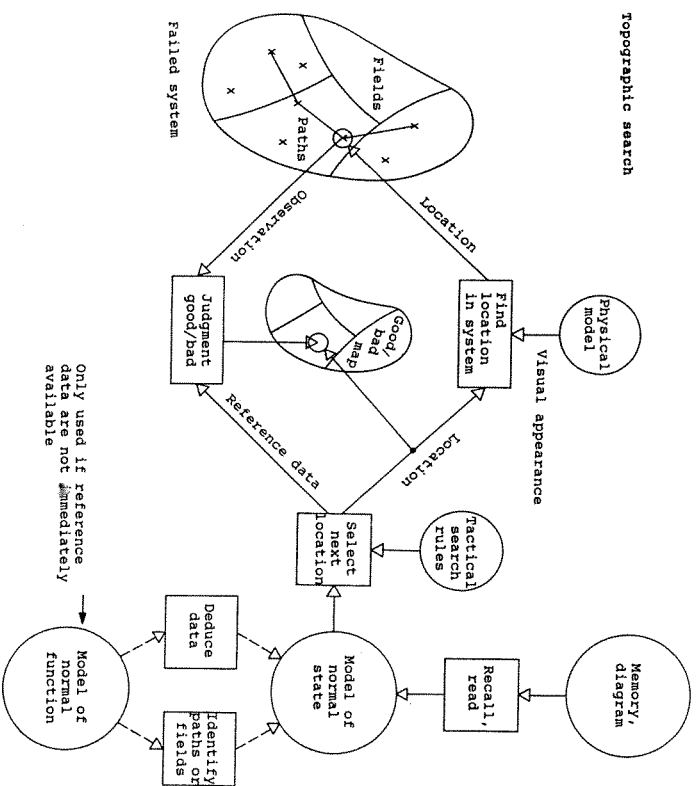 Topographic search
Fields
Paths
Failed system
Physical
model
Visual appearance
Find
location
in system
Location
Location
Good/
bad
map
Observation
Judgment
good/bad
Reference data
Tactical
search
rules
Select
next
location
Memory,
diagram
Recall,
read
Model of
normal
state
Deduce
data
Identify
paths or
fields
Model of
normal
function
Only used if reference
data are not immediately
available